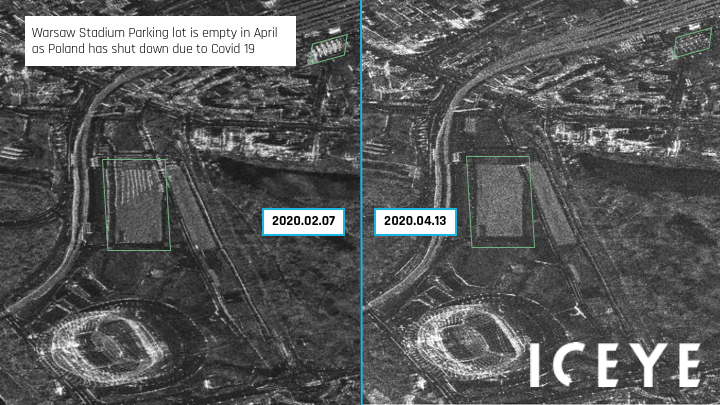 Warsaw Stadium Parking lot is empty in April
as Poland has shut down due to Covid 19
2020.02.07
2020.04.13
ICEYE